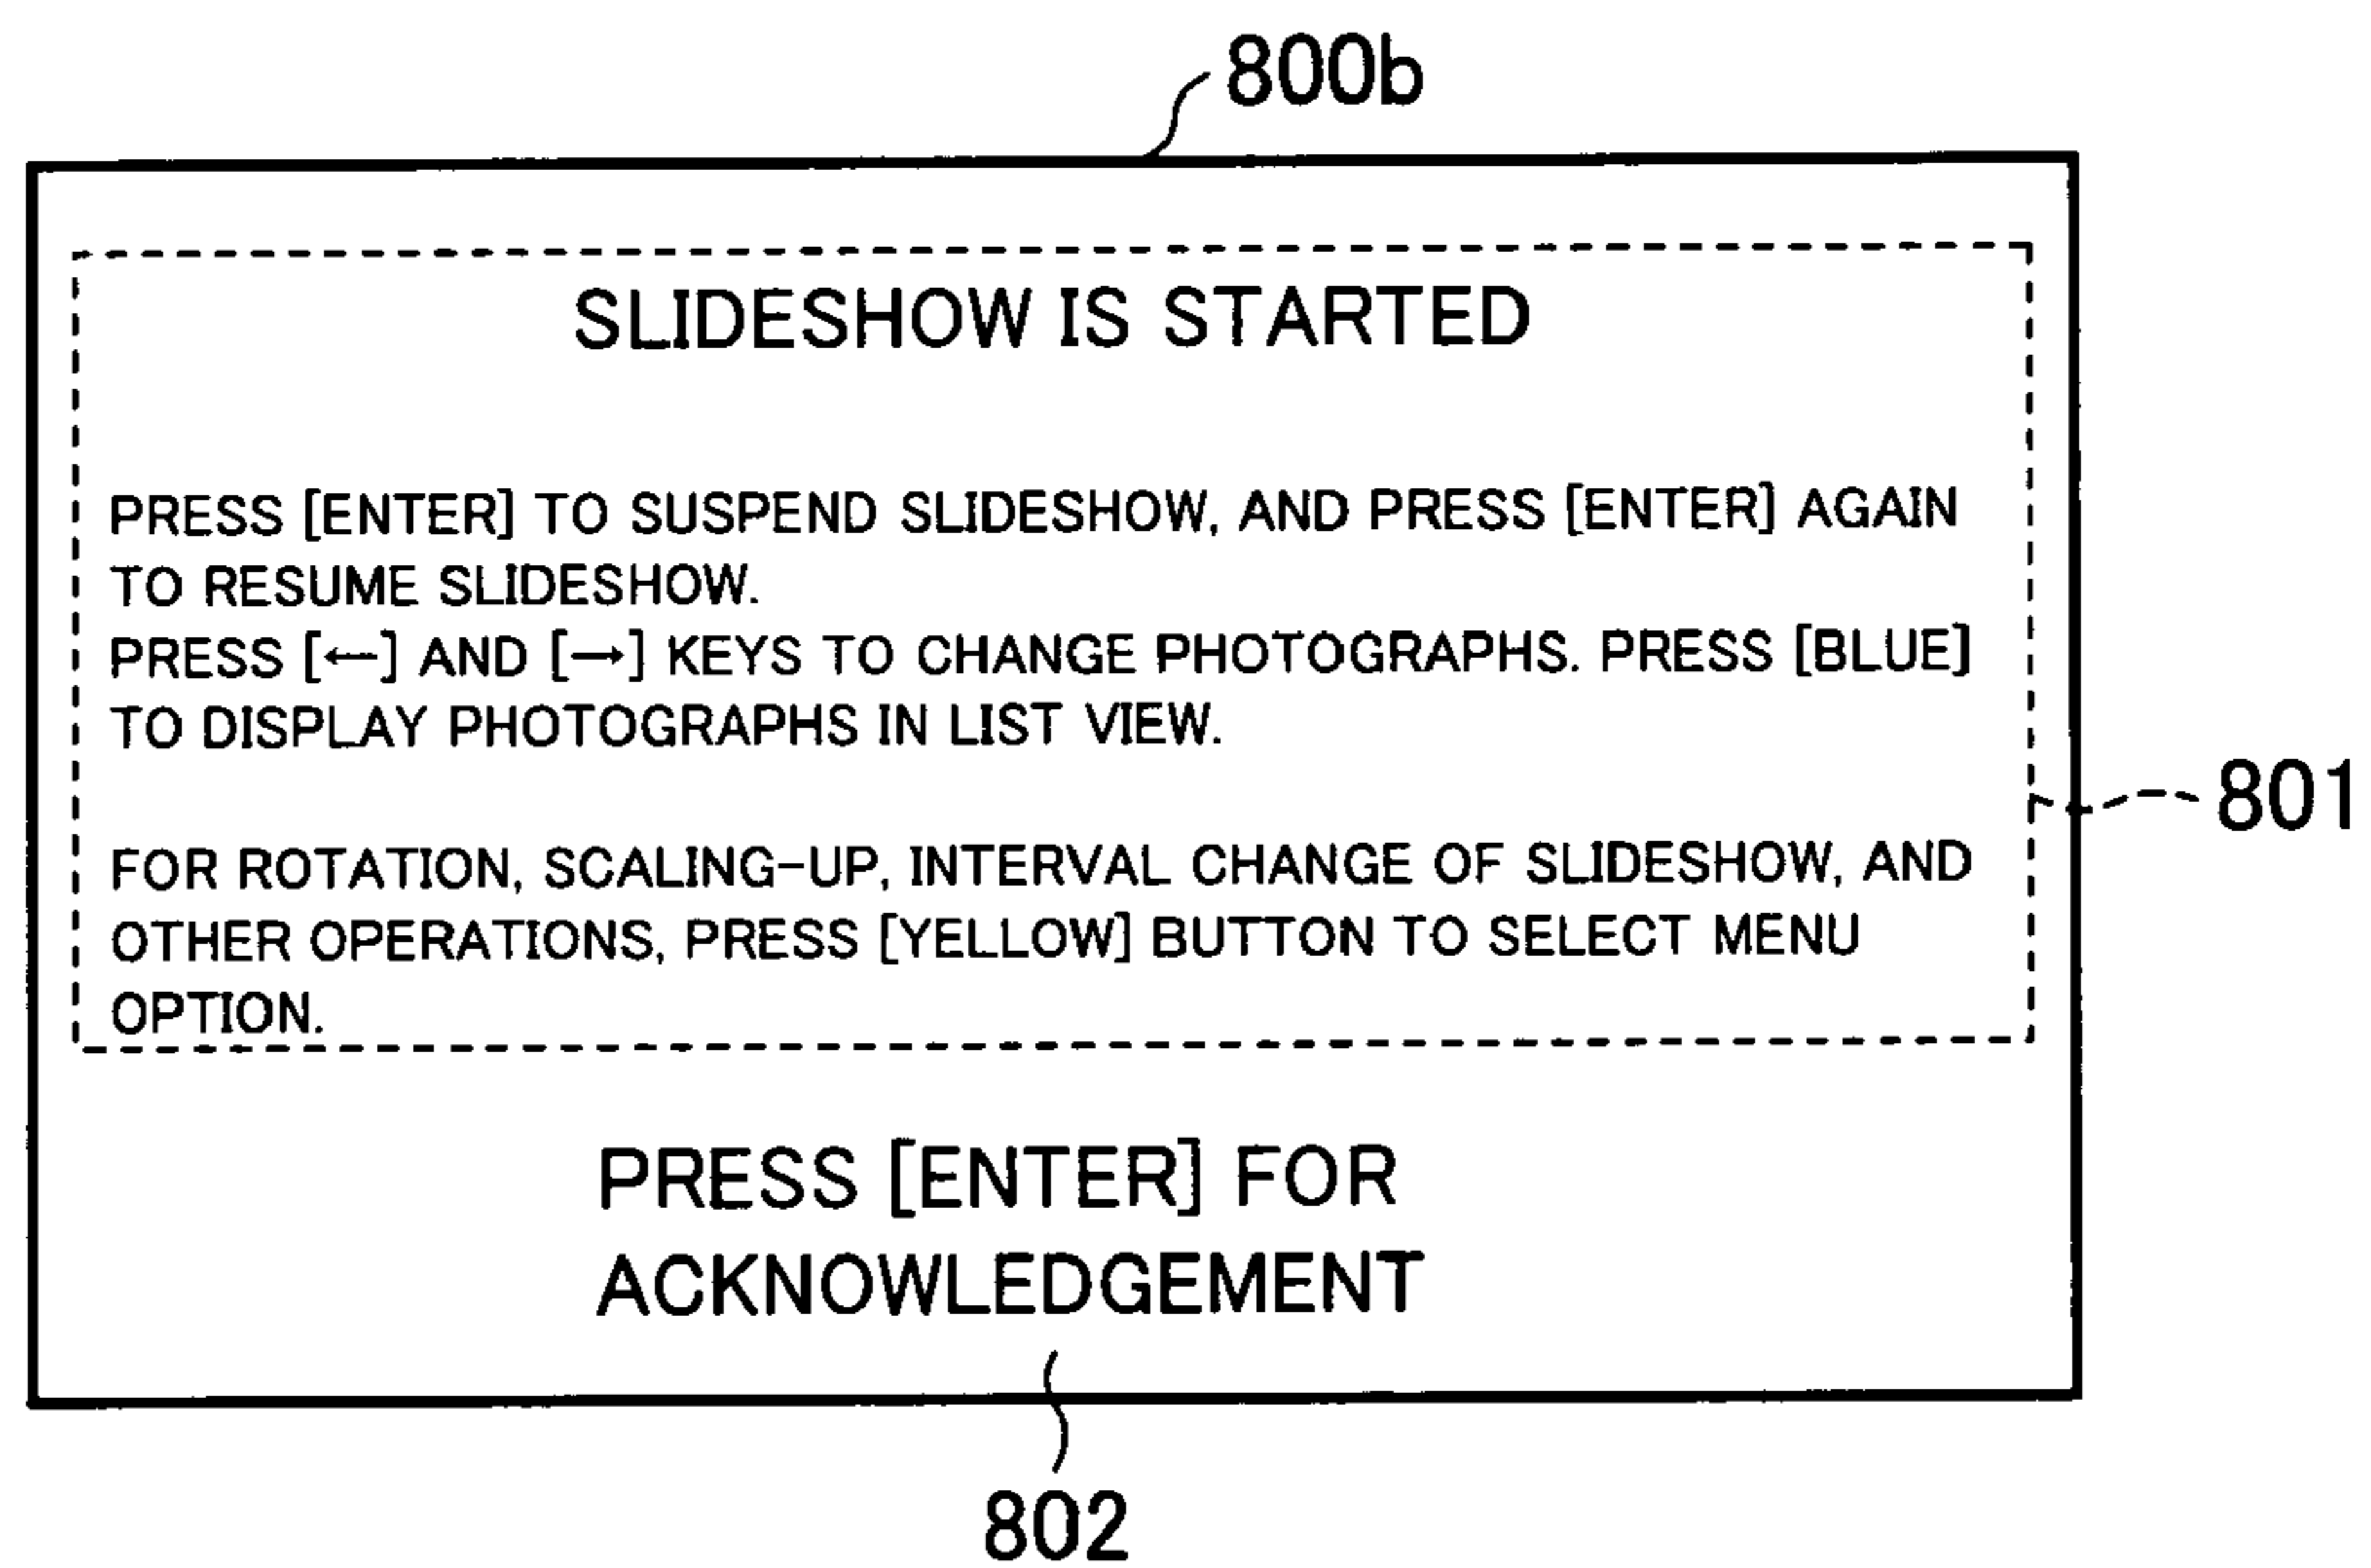 800b
SLIDESHOW IS STARTED
PRESS [ENTER] TO SUSPEND SLIDESHOW, AND PRESS [ENTER] AGAIN
TO RESUME SLIDESHOW.
PRESS [←] AND [→] KEYS TO CHANGE PHOTOGRAPHS. PRESS [BLUE]
TO DISPLAY PHOTOGRAPHS IN LIST VIEW.
801
FOR ROTATION, SCALING-UP, INTERVAL CHANGE OF SLIDESHOW, AND
OTHER OPERATIONS, PRESS [YELLOW] BUTTON TO SELECT MENU
OPTION.
PRESS [ENTER] FOR
ACKNOWLEDGEMENT
802